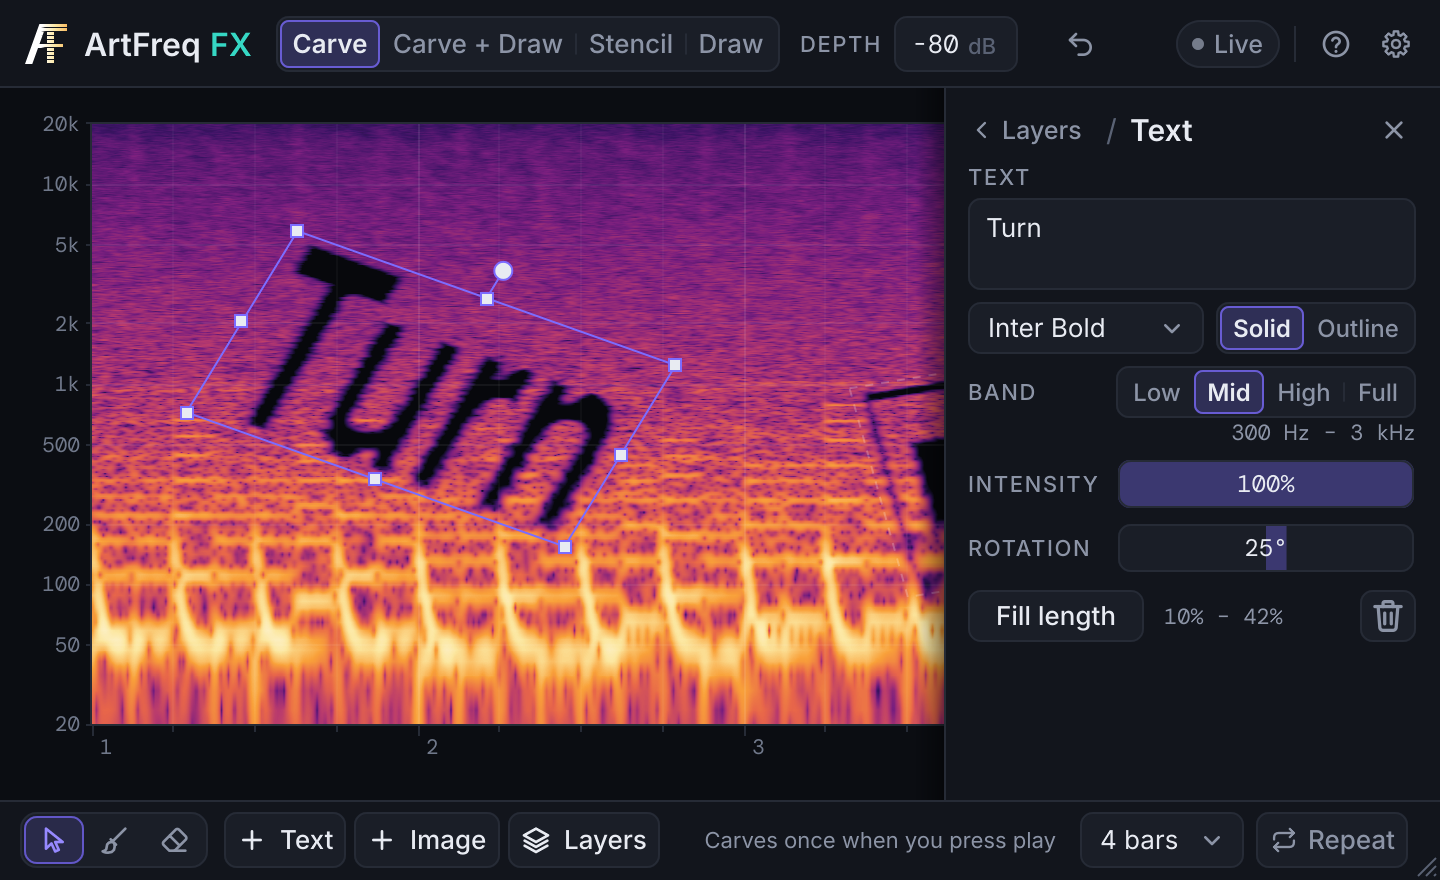 ArtFreq FX
Carve
Carve + Draw
Stencil
Draw
DEPTH
-80 dB
Live
20k
10k
5k
2k
1k
500
200
100
50
20
1
2
3
Turn
Layers / Text
TEXT
Turn
Inter Bold
Solid
Outline
BAND
Low
Mid
High
Full
300 Hz - 3 kHz
INTENSITY
100%
ROTATION
25°
Fill length
10% - 42%
Text
Image
Layers
Carves once when you press play
4 bars
Repeat